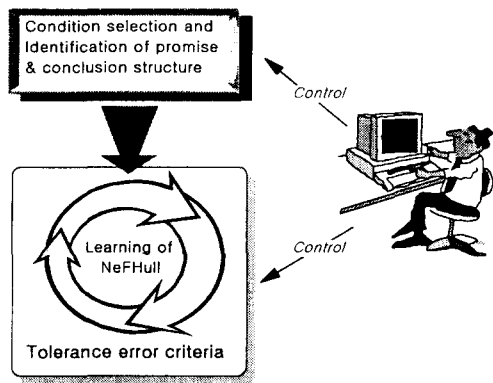 Condition selection and
Identification of promise
& conclusion structure
Control
Learning of
NeFHull
Control
Tolerance error criteria